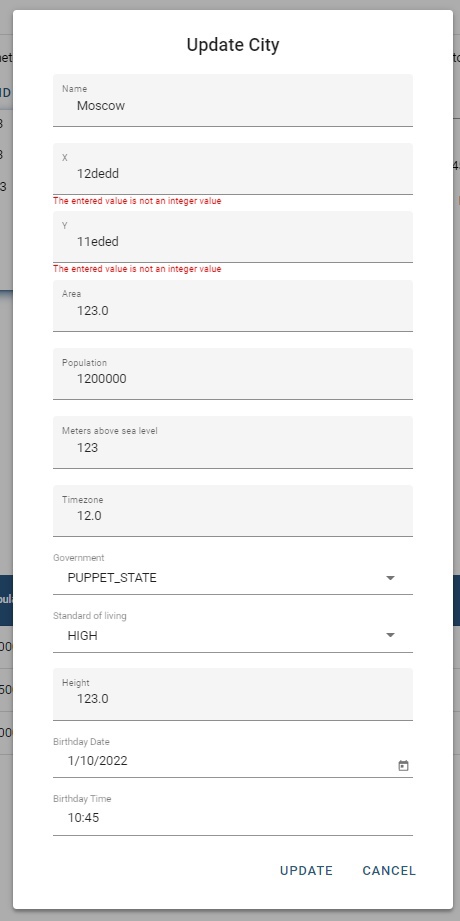 Update City
Name
Moscow
X
12dedd
The entered value is not an integer value
Y
11eded
The entered value is not an integer value
Area
123.0
Population
1200000
Meters above sea level
123
Timezone
12.0
Government
PUPPET_STATE
Standard of living
HIGH
Height
123.0
Birthday Date
1/10/2022
Birthday Time
10:45
UPDATE CANCEL